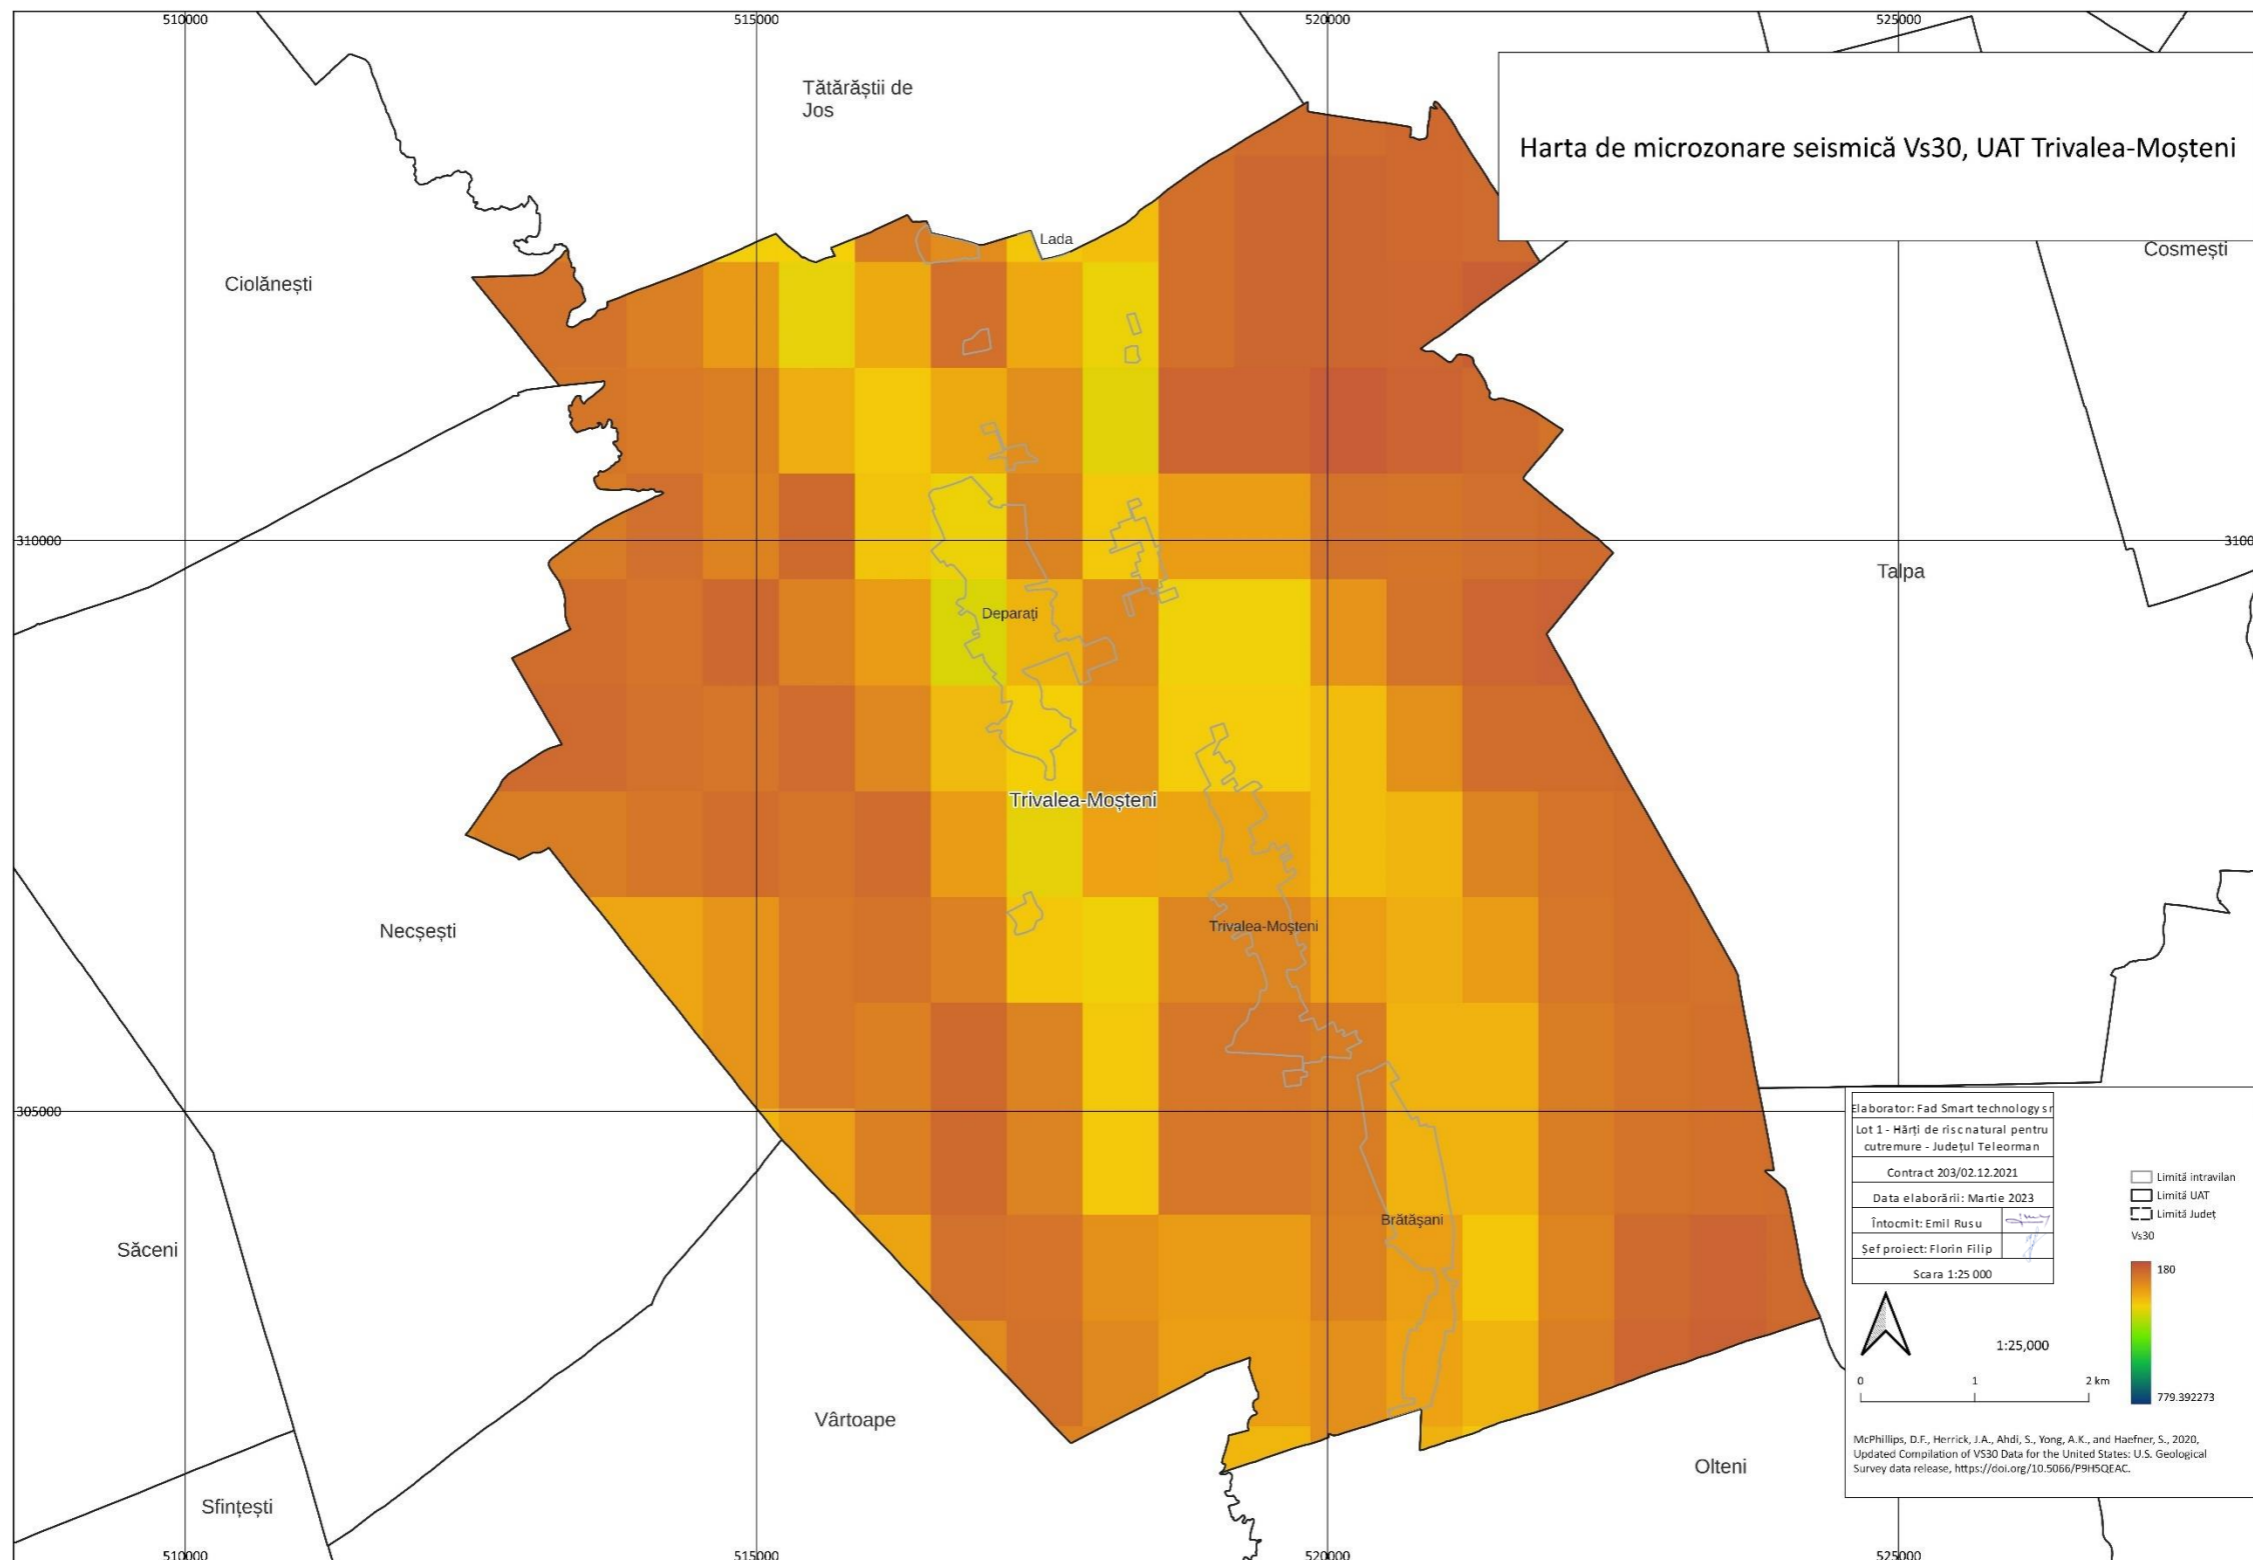 510000
515000
520000
525000
Tătărăștii de
Jos
Harta de microzonare seismică Vs30, UAT Trivalea-Moșteni
Lada
Cosmești
Ciolănești
310000
3100
Talpa
Deparați
Trivalea-Moșteni
Necșești
Trivalea-Moșteni
305000
Brătășani
Săceni
Vârtoape
Olteni
Sfințești
Elaborator: Fad Smart technology sr
Lot 1 - Hărți de risc natural pentru
cutremure - Județul Teleorman
Contract 203/02.12.2021
Data elaborării: Martie 2023
Întocmit: Emil Rusu
Șef proiect: Florin Filip
Scara 1:25 000
Limită intravilan
Limită UAT
Limită Județ
Vs30
180
779.392273
1:25,000
0 1 2 km
McPhillips, D.F., Herrick, J.A., Ahdi, S., Yong, A.K., and Haefner, S., 2020,
Updated Compilation of VS30 Data for the United States: U.S. Geological
Survey data release, https://doi.org/10.5066/P9H5QEAC.
510000
515000
520000
525000